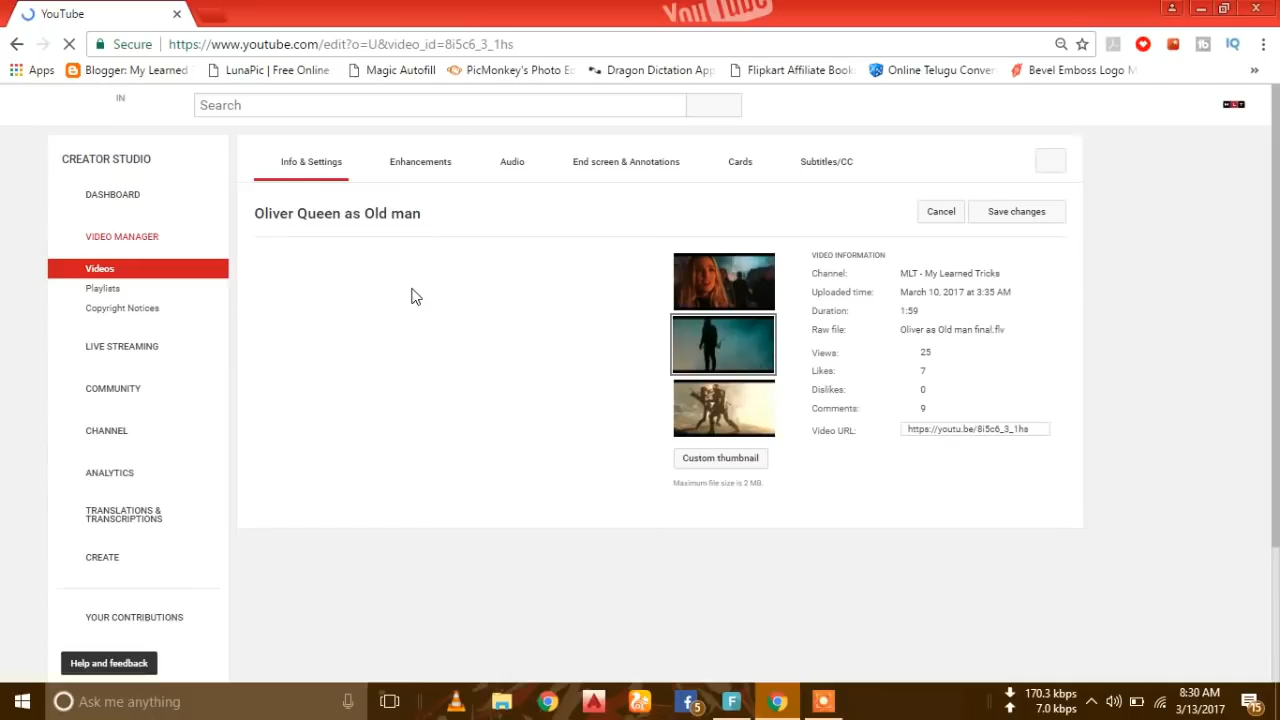 YouTube
YouTube
Secure
https://www.youtube.com/edit?o=U&video_id=8i5c6_3_1hs
Apps
Blogger: My Learned
LunaPic | Free Online
Magic Autofill
PicMonkey's Photo Ed
Dragon Dictation App
Flipkart Affiliate Book
Online Telugu Conver
Bevel Emboss Logo M
IN
Search
MLT
CREATOR STUDIO
DASHBOARD
VIDEO MANAGER
Videos
Playlists
Copyright Notices
LIVE STREAMING
COMMUNITY
CHANNEL
ANALYTICS
TRANSLATIONS &
TRANSCRIPTIONS
CREATE
YOUR CONTRIBUTIONS
Help and feedback
Info & Settings
Enhancements
Audio
End screen & Annotations
Cards
Subtitles/CC
Oliver Queen as Old man
Cancel
Save changes
Custom thumbnail
Maximum file size is 2 MB.
VIDEO INFORMATION
Channel: MLT - My Learned Tricks
Uploaded time: March 10, 2017 at 3:35 AM
Duration: 1:59
Raw file: Oliver as Old man final.flv
Views: 25
Likes: 7
Dislikes: 0
Comments: 9
Video URL: https://youtu.be/8i5c6_3_1hs
Ask me anything
5
F
170.3 kbps
7.0 kbps
8:30 AM
3/13/2017
15